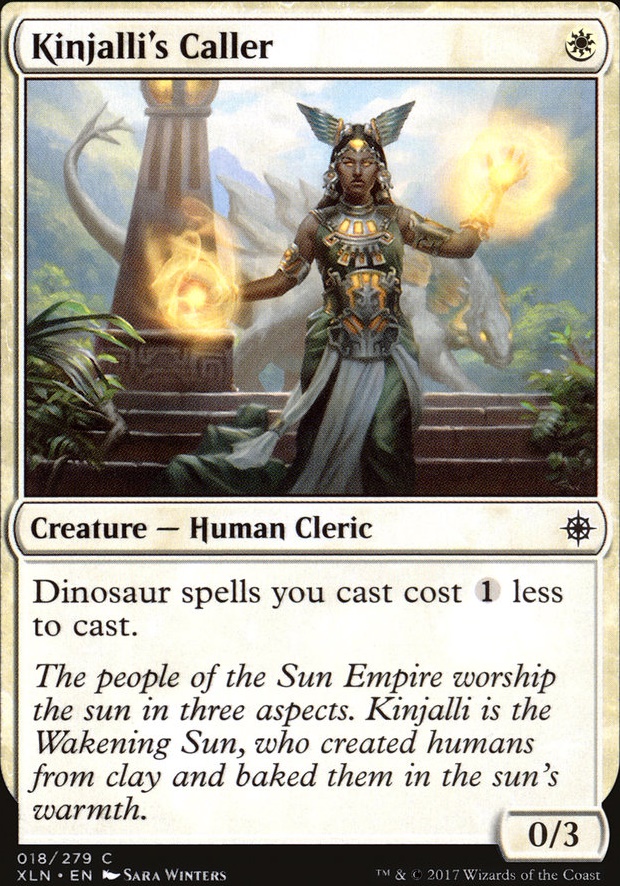 Kinjalli's Caller
Creature — Human Cleric
Dinosaur spells you cast cost 1 less
to cast.
The people of the Sun Empire worship
the sun in three aspects. Kinjalli is the
Wakening Sun, who created humans
from clay and baked them in the sun's
warmth.
0/3
018/279 C
XLN • EN Sara Winters
™ & © 2017 Wizards of the Coast